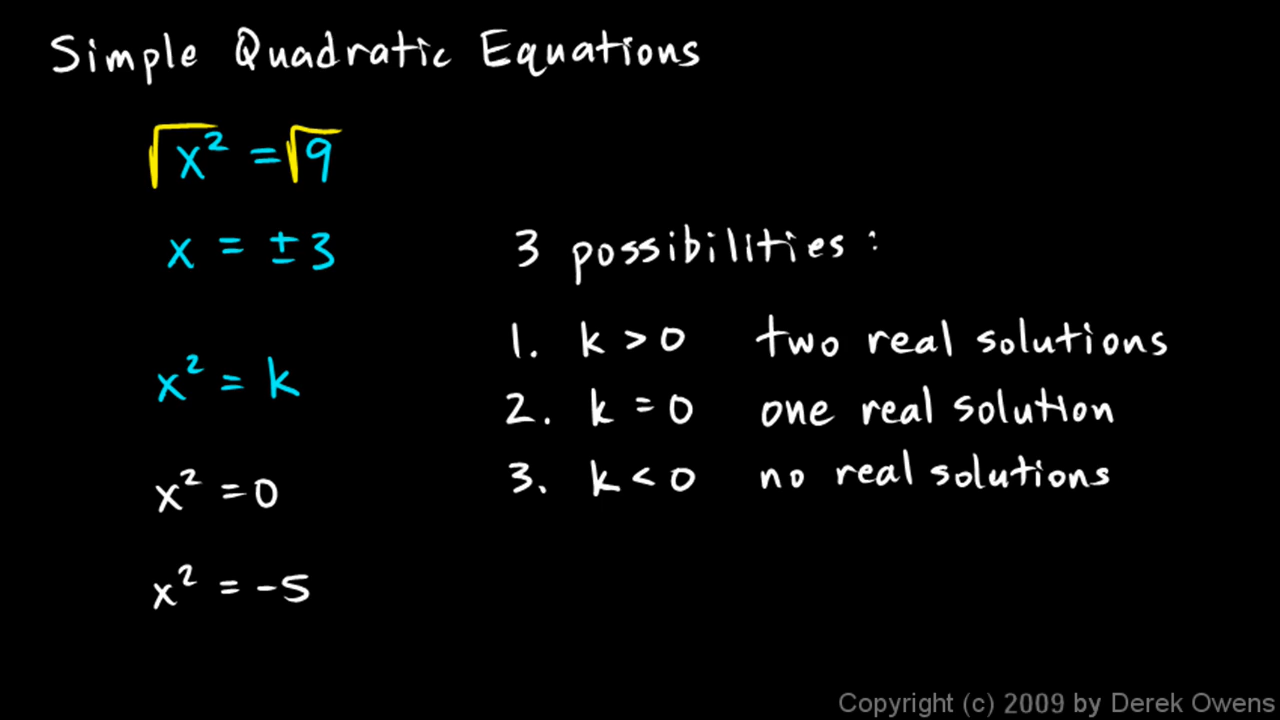 Simple Quadratic Equations
√x² = √9
x = ±3
x² = k
x² = 0
x² = -5
3 possibilities:
1. k > 0 two real solutions
2. k = 0 one real solution
3. k < 0 no real solutions
Copyright (c) 2009 by Derek Owens